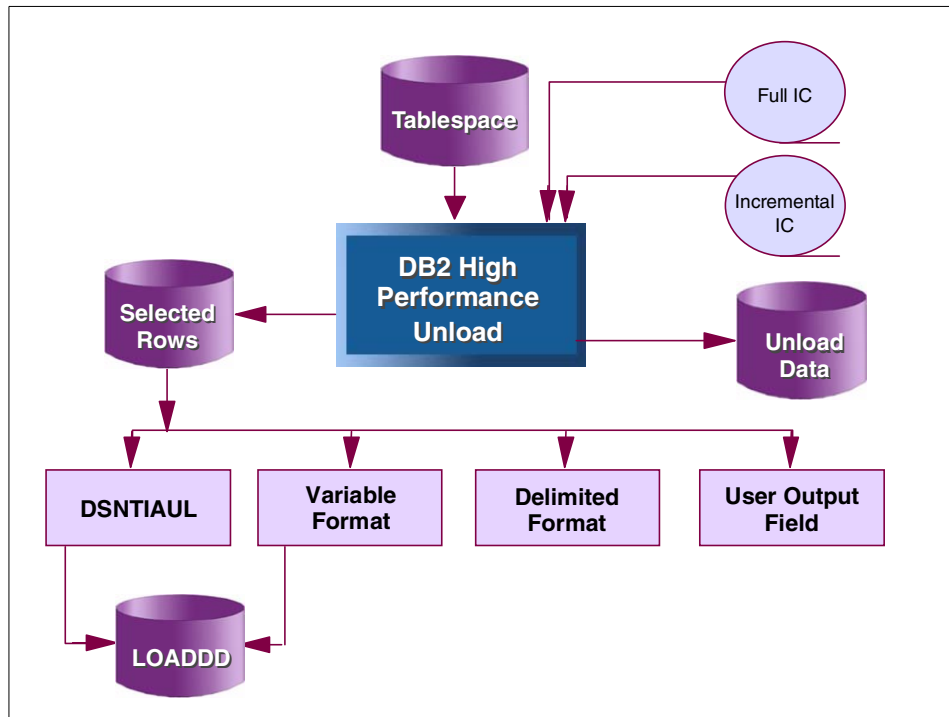 Tablespace
Full IC
Incremental
IC
DB2 High
Performance
Unload
Selected
Rows
Unload
Data
DSNTIAUL
Variable
Format
Delimited
Format
User Output
Field
LOADDD